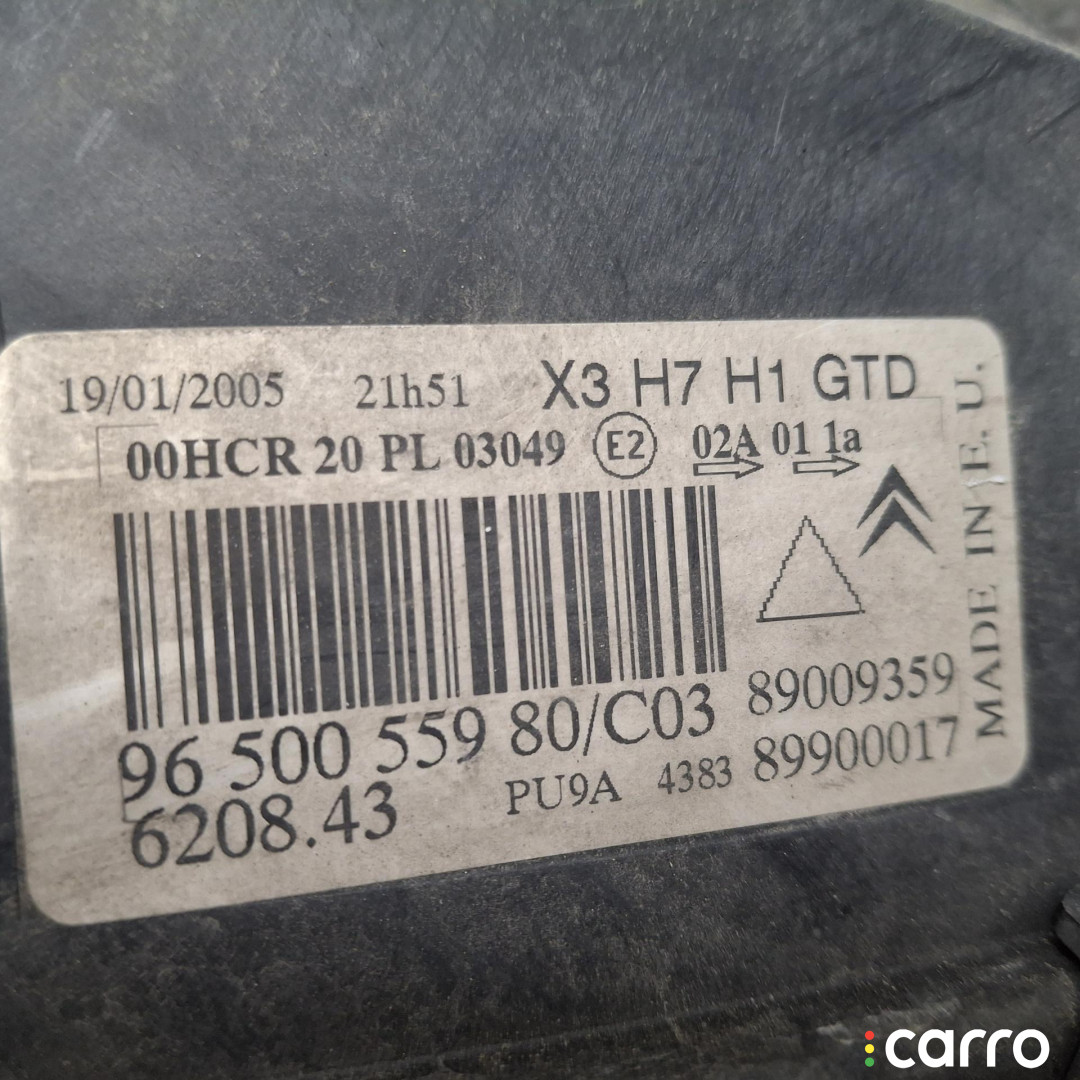 19/01/2005 21h51 X3 H7 H1 GTD
00HCR 20 PL 03049 E2 02A 01 1a
96 500 559 80/C03 89009359
6208.43 PU9A 4383 89900017
MADE IN E.U.
carro